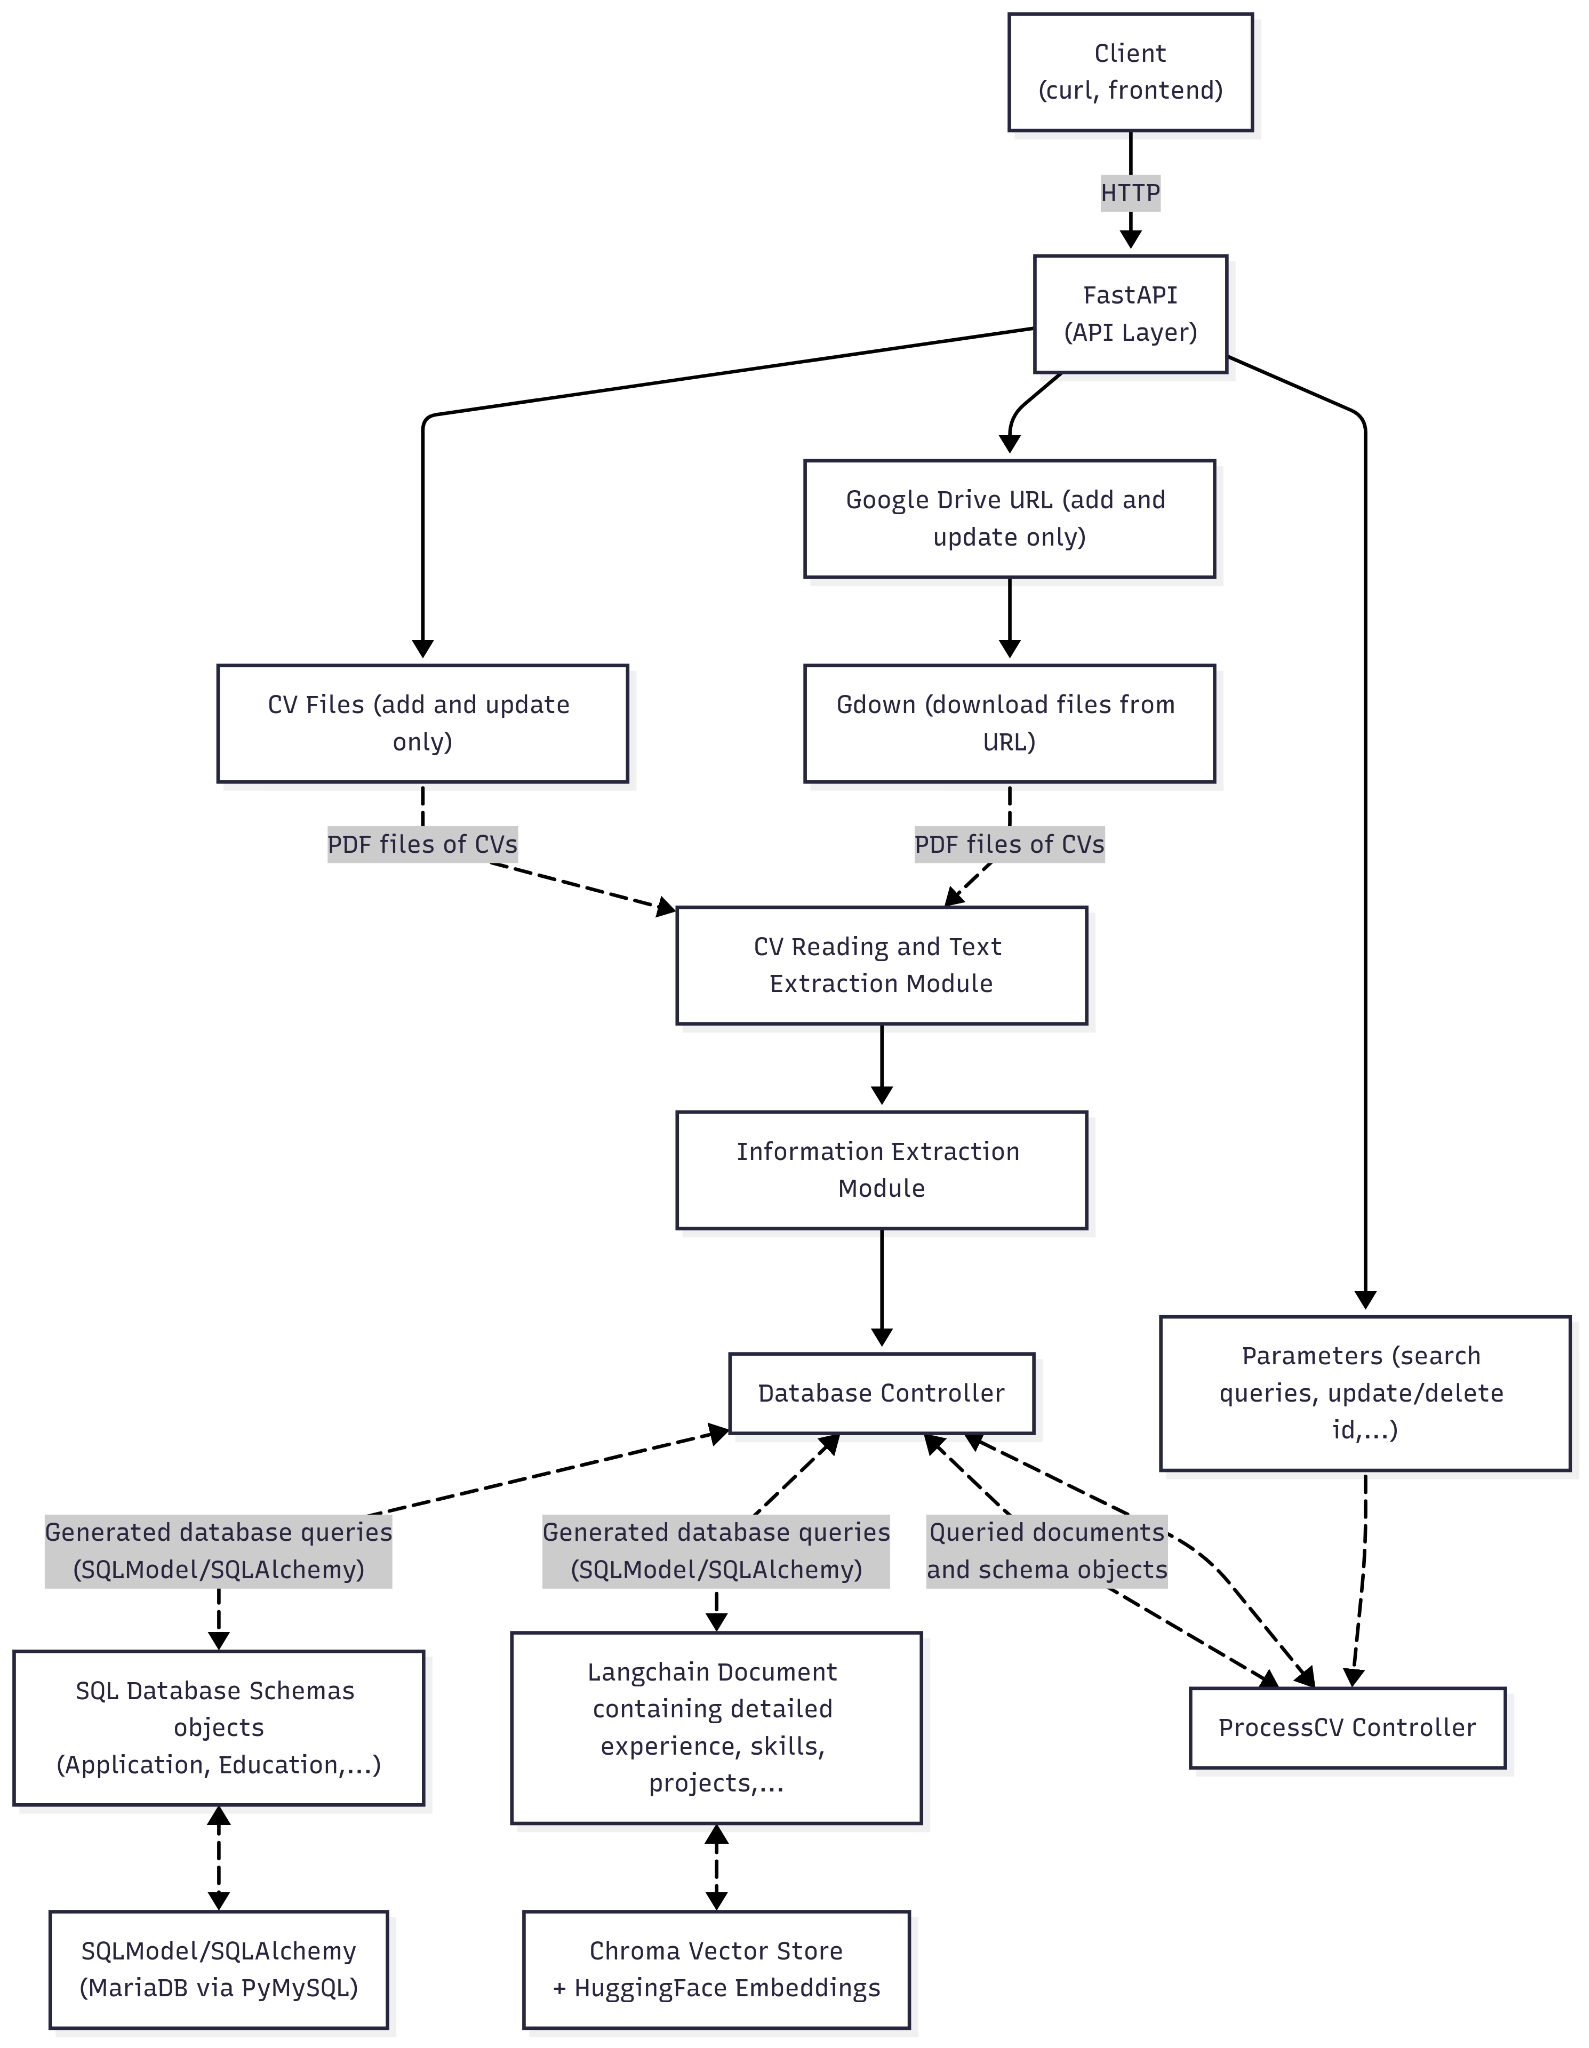 Client
(curl, frontend)
HTTP
FastAPI
(API Layer)
Google Drive URL (add and
update only)
CV Files (add and update
only)
Gdown (download files from
URL)
PDF files of CVs
PDF files of CVs
CV Reading and Text
Extraction Module
Information Extraction
Module
Database Controller
Parameters (search
queries, update/delete
id,...)
Generated database queries
(SQLModel/SQLAlchemy)
Generated database queries
(SQLModel/SQLAlchemy)
Queried documents
and schema objects
SQL Database Schemas
objects
(Application, Education,...)
Langchain Document
containing detailed
experience, skills,
projects,...
ProcessCV Controller
SQLModel/SQLAlchemy
(MariaDB via PyMySQL)
Chroma Vector Store
+ HuggingFace Embeddings